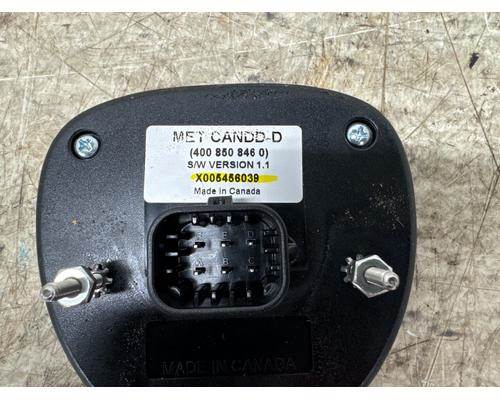 MET CANDD-D
(400 850 846 0)
S/W VERSION 1.1
X005456039
Made in Canada
MADE IN CANADA